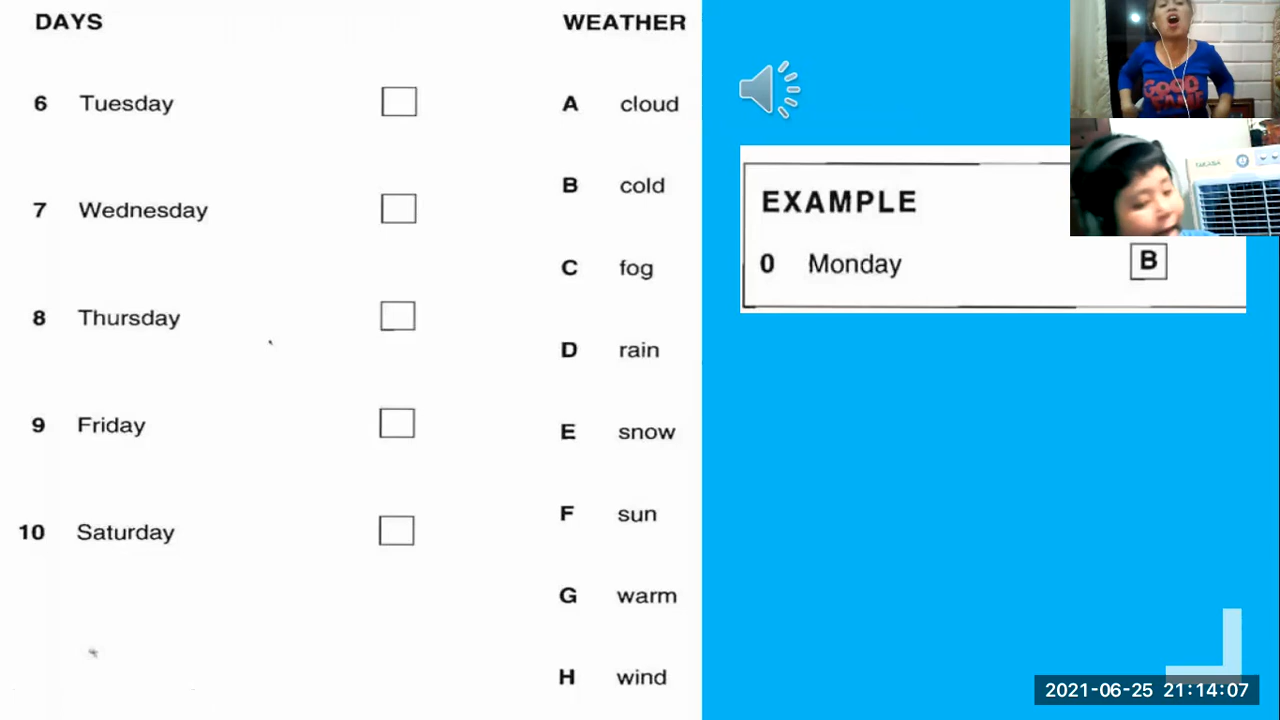 DAYS
6 Tuesday
7 Wednesday
8 Thursday
9 Friday
10 Saturday
WEATHER
A cloud
B cold
C fog
D rain
E snow
F sun
G warm
H wind
EXAMPLE
0 Monday B
GOOD
2021-06-25 21:14:07